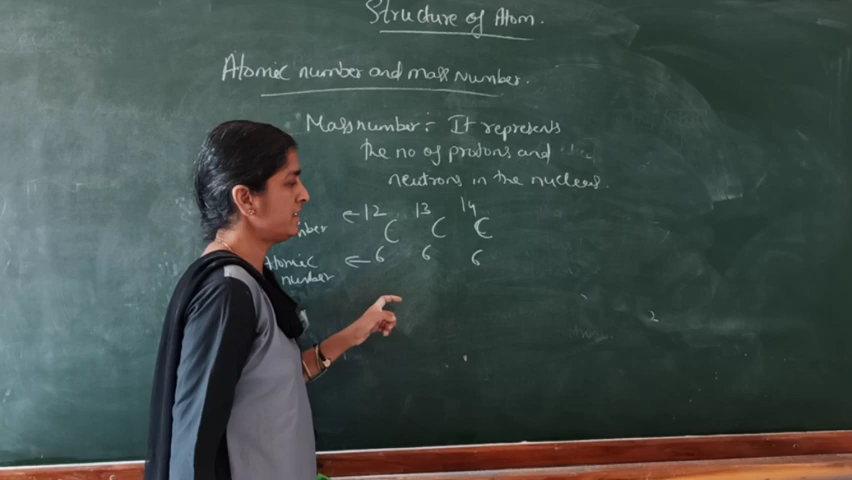 Structure of Atom.
Atomic number and mass Number.
Mass number :- It represents
the no of protons and
neutrons in the nucleus.
← 12 13 14
C C C
Atomic ← 6 6 6
number
2